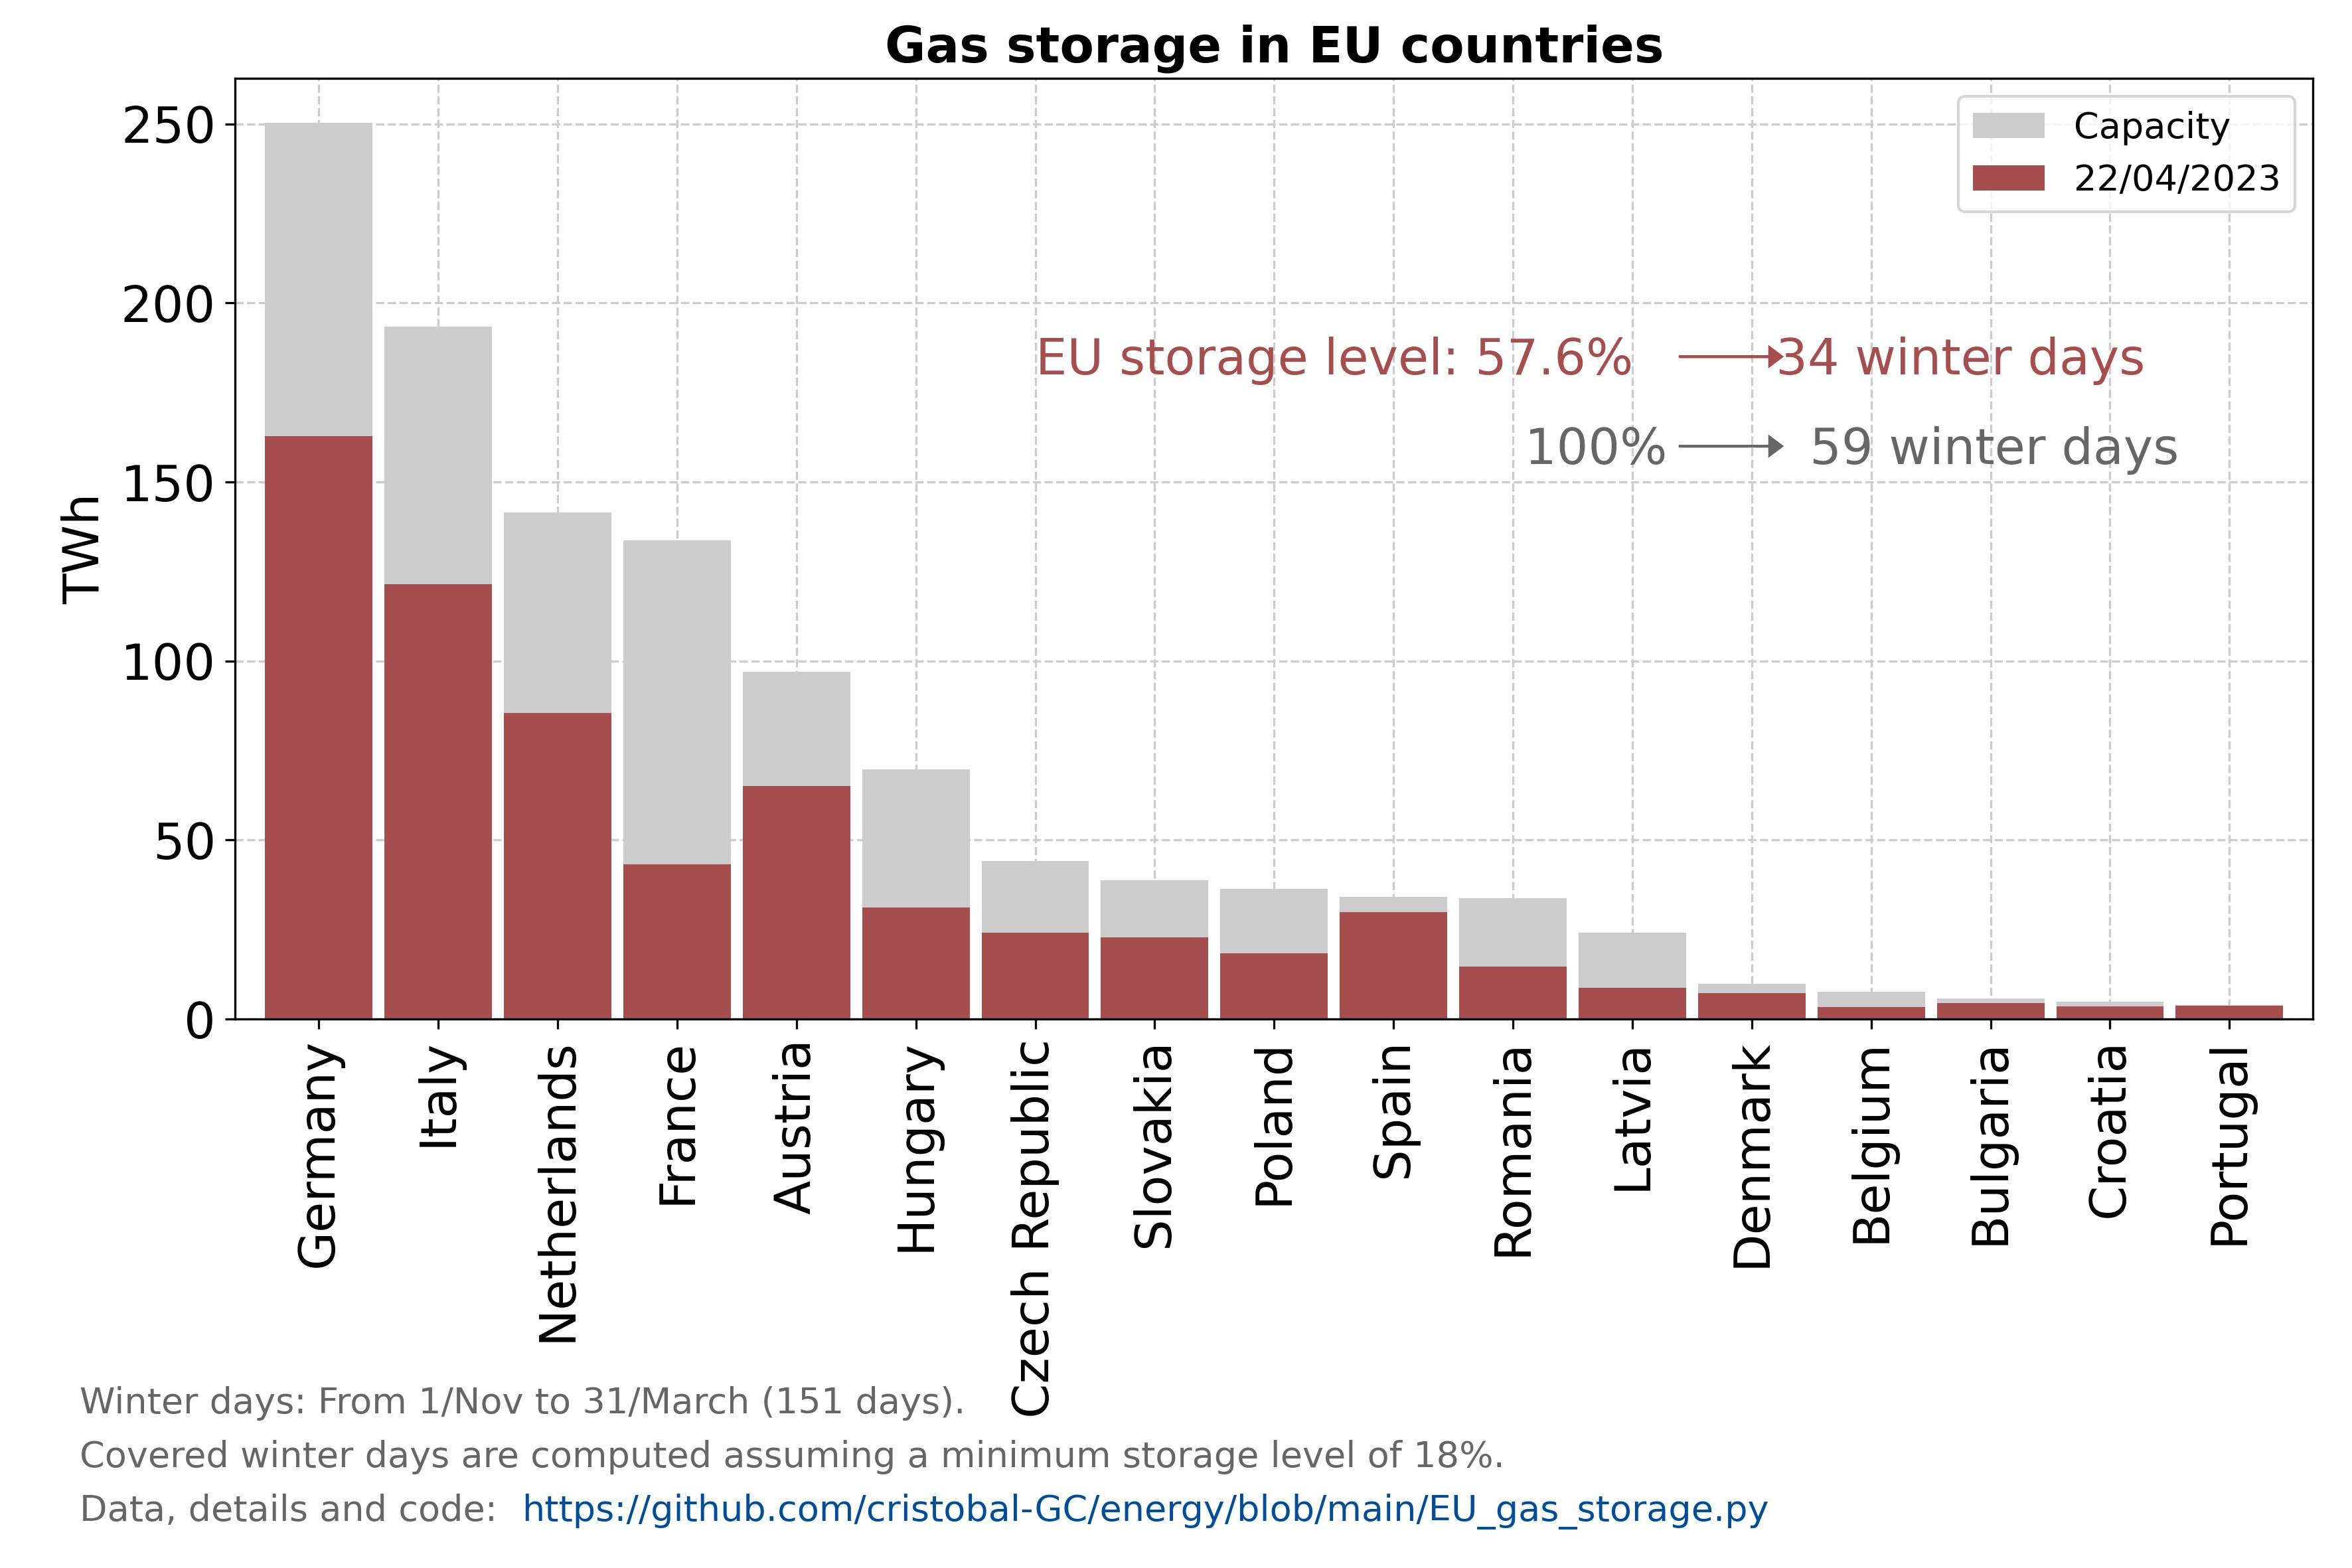 Gas storage in EU countries
250
200
150
100
50
0
TWh
Capacity
22/04/2023
EU storage level: 57.6%
34 winter days
100%
59 winter days
Germany
Italy
Netherlands
France
Austria
Hungary
Czech Republic
Slovakia
Poland
Spain
Romania
Latvia
Denmark
Belgium
Bulgaria
Croatia
Portugal
Winter days: From 1/Nov to 31/March (151 days).
Covered winter days are computed assuming a minimum storage level of 18%.
Data, details and code: https://github.com/cristobal-GC/energy/blob/main/EU_gas_storage.py